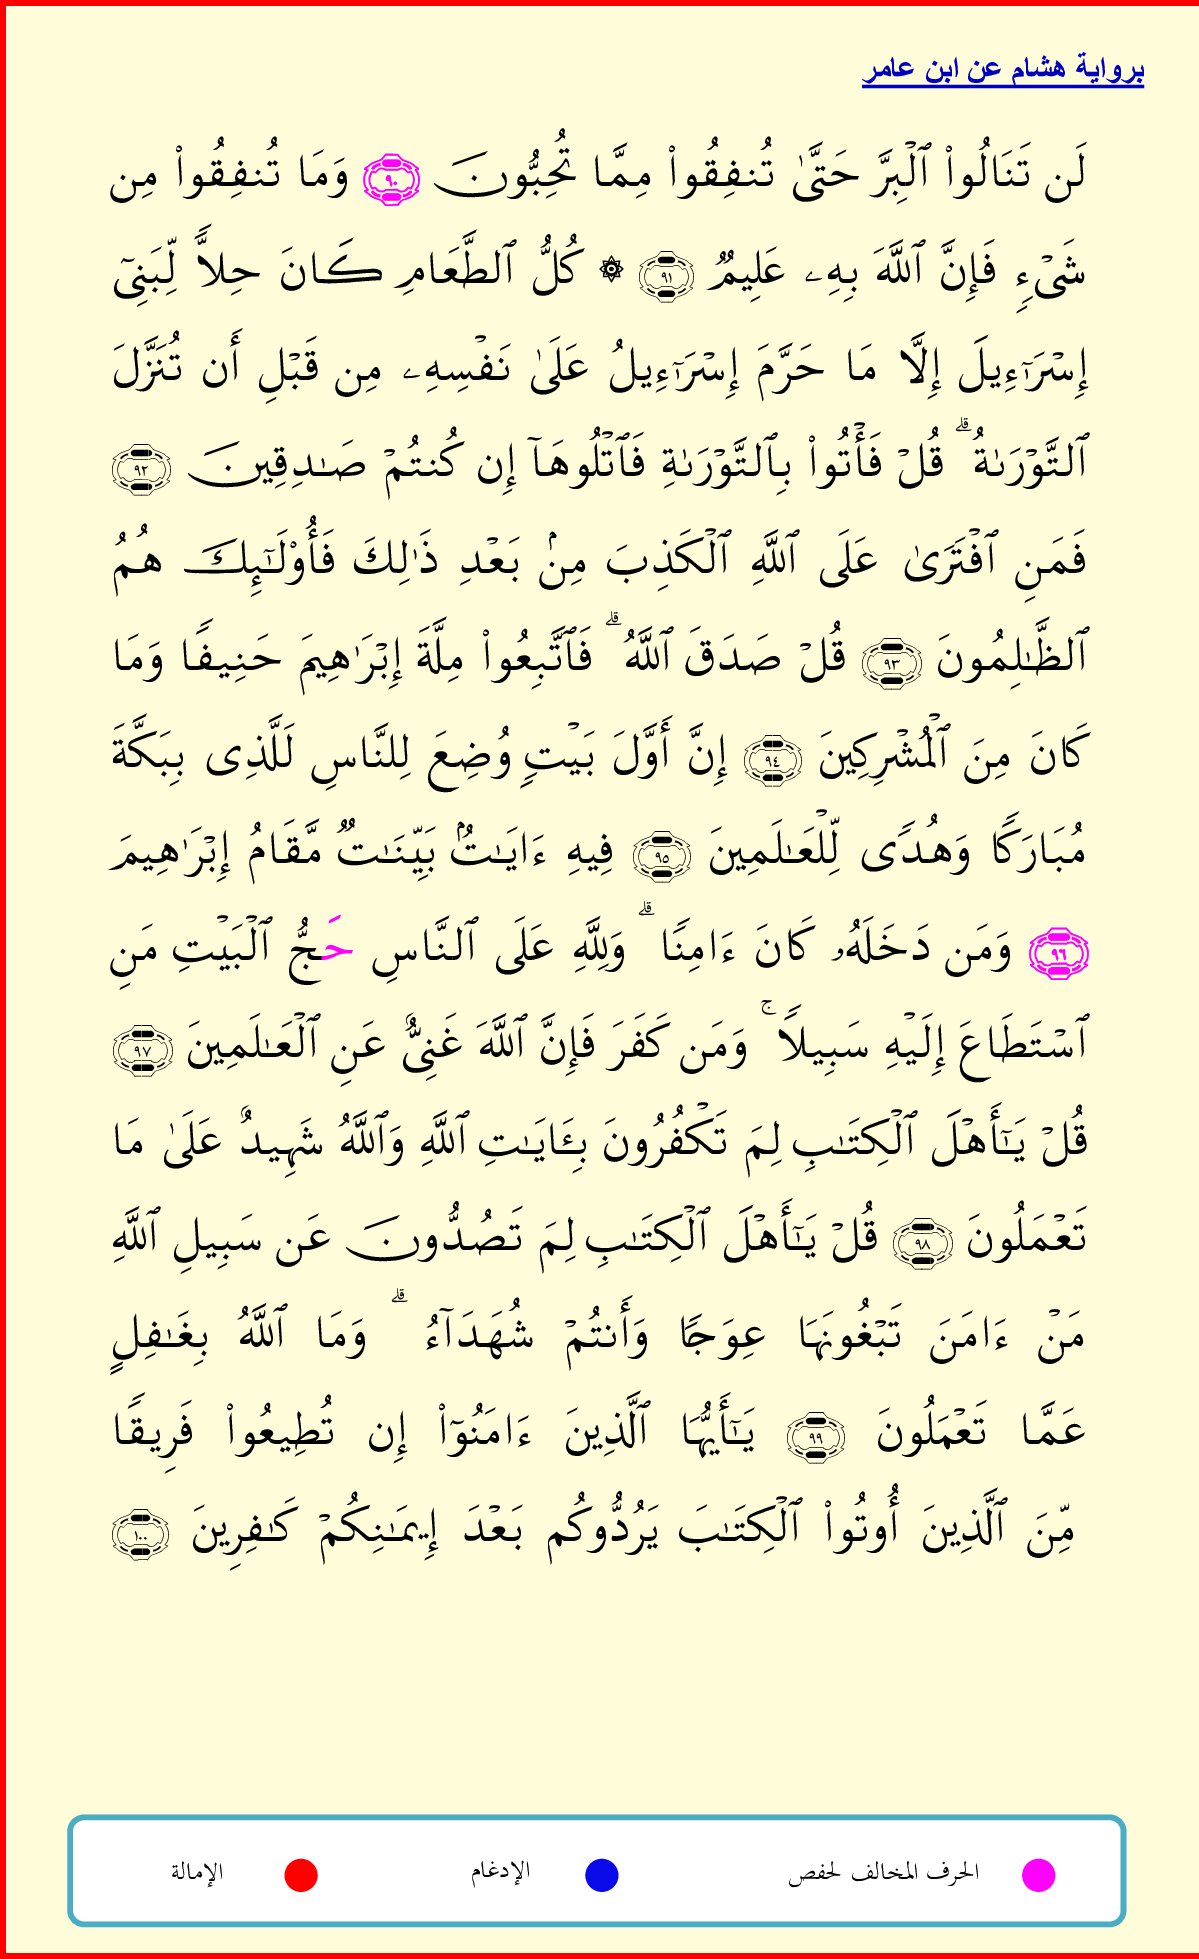 برواية هشام عن ابن عامر
لَن تَنَالُوا۟ ٱلْبِرَّ حَتَّىٰ تُنفِقُوا۟ مِمَّا تُحِبُّونَ ٩٠ وَمَا تُنفِقُوا۟ مِن
شَىْءٍ فَإِنَّ ٱللَّهَ بِهِۦ عَلِيمٌ ٩١ ۞ كُلُّ ٱلطَّعَامِ كَانَ حِلًّا لِّبَنِىٓ
إِسْرَٰٓءِيلَ إِلَّا مَا حَرَّمَ إِسْرَٰٓءِيلُ عَلَىٰ نَفْسِهِۦ مِن قَبْلِ أَن تُنَزَّلَ
ٱلتَّوْرَىٰةُ ۗ قُلْ فَأْتُوا۟ بِٱلتَّوْرَىٰةِ فَٱتْلُوهَآ إِن كُنتُمْ صَـٰدِقِينَ ٩٢
فَمَنِ ٱفْتَرَىٰ عَلَى ٱللَّهِ ٱلْكَذِبَ مِنۢ بَعْدِ ذَٰلِكَ فَأُو۟لَـٰٓئِكَ هُمُ
ٱلظَّـٰلِمُونَ ٩٣ قُلْ صَدَقَ ٱللَّهُ ۗ فَٱتَّبِعُوا۟ مِلَّةَ إِبْرَٰهِيمَ حَنِيفًا وَمَا
كَانَ مِنَ ٱلْمُشْرِكِينَ ٩٤ إِنَّ أَوَّلَ بَيْتٍ وُضِعَ لِلنَّاسِ لَلَّذِى بِبَكَّةَ
مُبَارَكًا وَهُدًى لِّلْعَـٰلَمِينَ ٩٥ فِيهِ ءَايَـٰتٌۢ بَيِّنَـٰتٌ مَّقَامُ إِبْرَٰهِيمَ
٩٦ وَمَن دَخَلَهُۥ كَانَ ءَامِنًا ۗ وَلِلَّهِ عَلَى ٱلنَّاسِ حَجُّ ٱلْبَيْتِ مَنِ
ٱسْتَطَاعَ إِلَيْهِ سَبِيلًا ۚ وَمَن كَفَرَ فَإِنَّ ٱللَّهَ غَنِىٌّ عَنِ ٱلْعَـٰلَمِينَ ٩٧
قُلْ يَـٰٓأَهْلَ ٱلْكِتَـٰبِ لِمَ تَكْفُرُونَ بِـَٔايَـٰتِ ٱللَّهِ وَٱللَّهُ شَهِيدٌ عَلَىٰ مَا
تَعْمَلُونَ ٩٨ قُلْ يَـٰٓأَهْلَ ٱلْكِتَـٰبِ لِمَ تَصُدُّونَ عَن سَبِيلِ ٱللَّهِ
مَنْ ءَامَنَ تَبْغُونَهَا عِوَجًا وَأَنتُمْ شُهَدَآءُ ۗ وَمَا ٱللَّهُ بِغَـٰفِلٍ
عَمَّا تَعْمَلُونَ ٩٩ يَـٰٓأَيُّهَا ٱلَّذِينَ ءَامَنُوٓا۟ إِن تُطِيعُوا۟ فَرِيقًا
مِّنَ ٱلَّذِينَ أُوتُوا۟ ٱلْكِتَـٰبَ يَرُدُّوكُم بَعْدَ إِيمَـٰنِكُمْ كَـٰفِرِينَ ١٠٠
الحرف المخالف لحفص الإدغام الإمالة